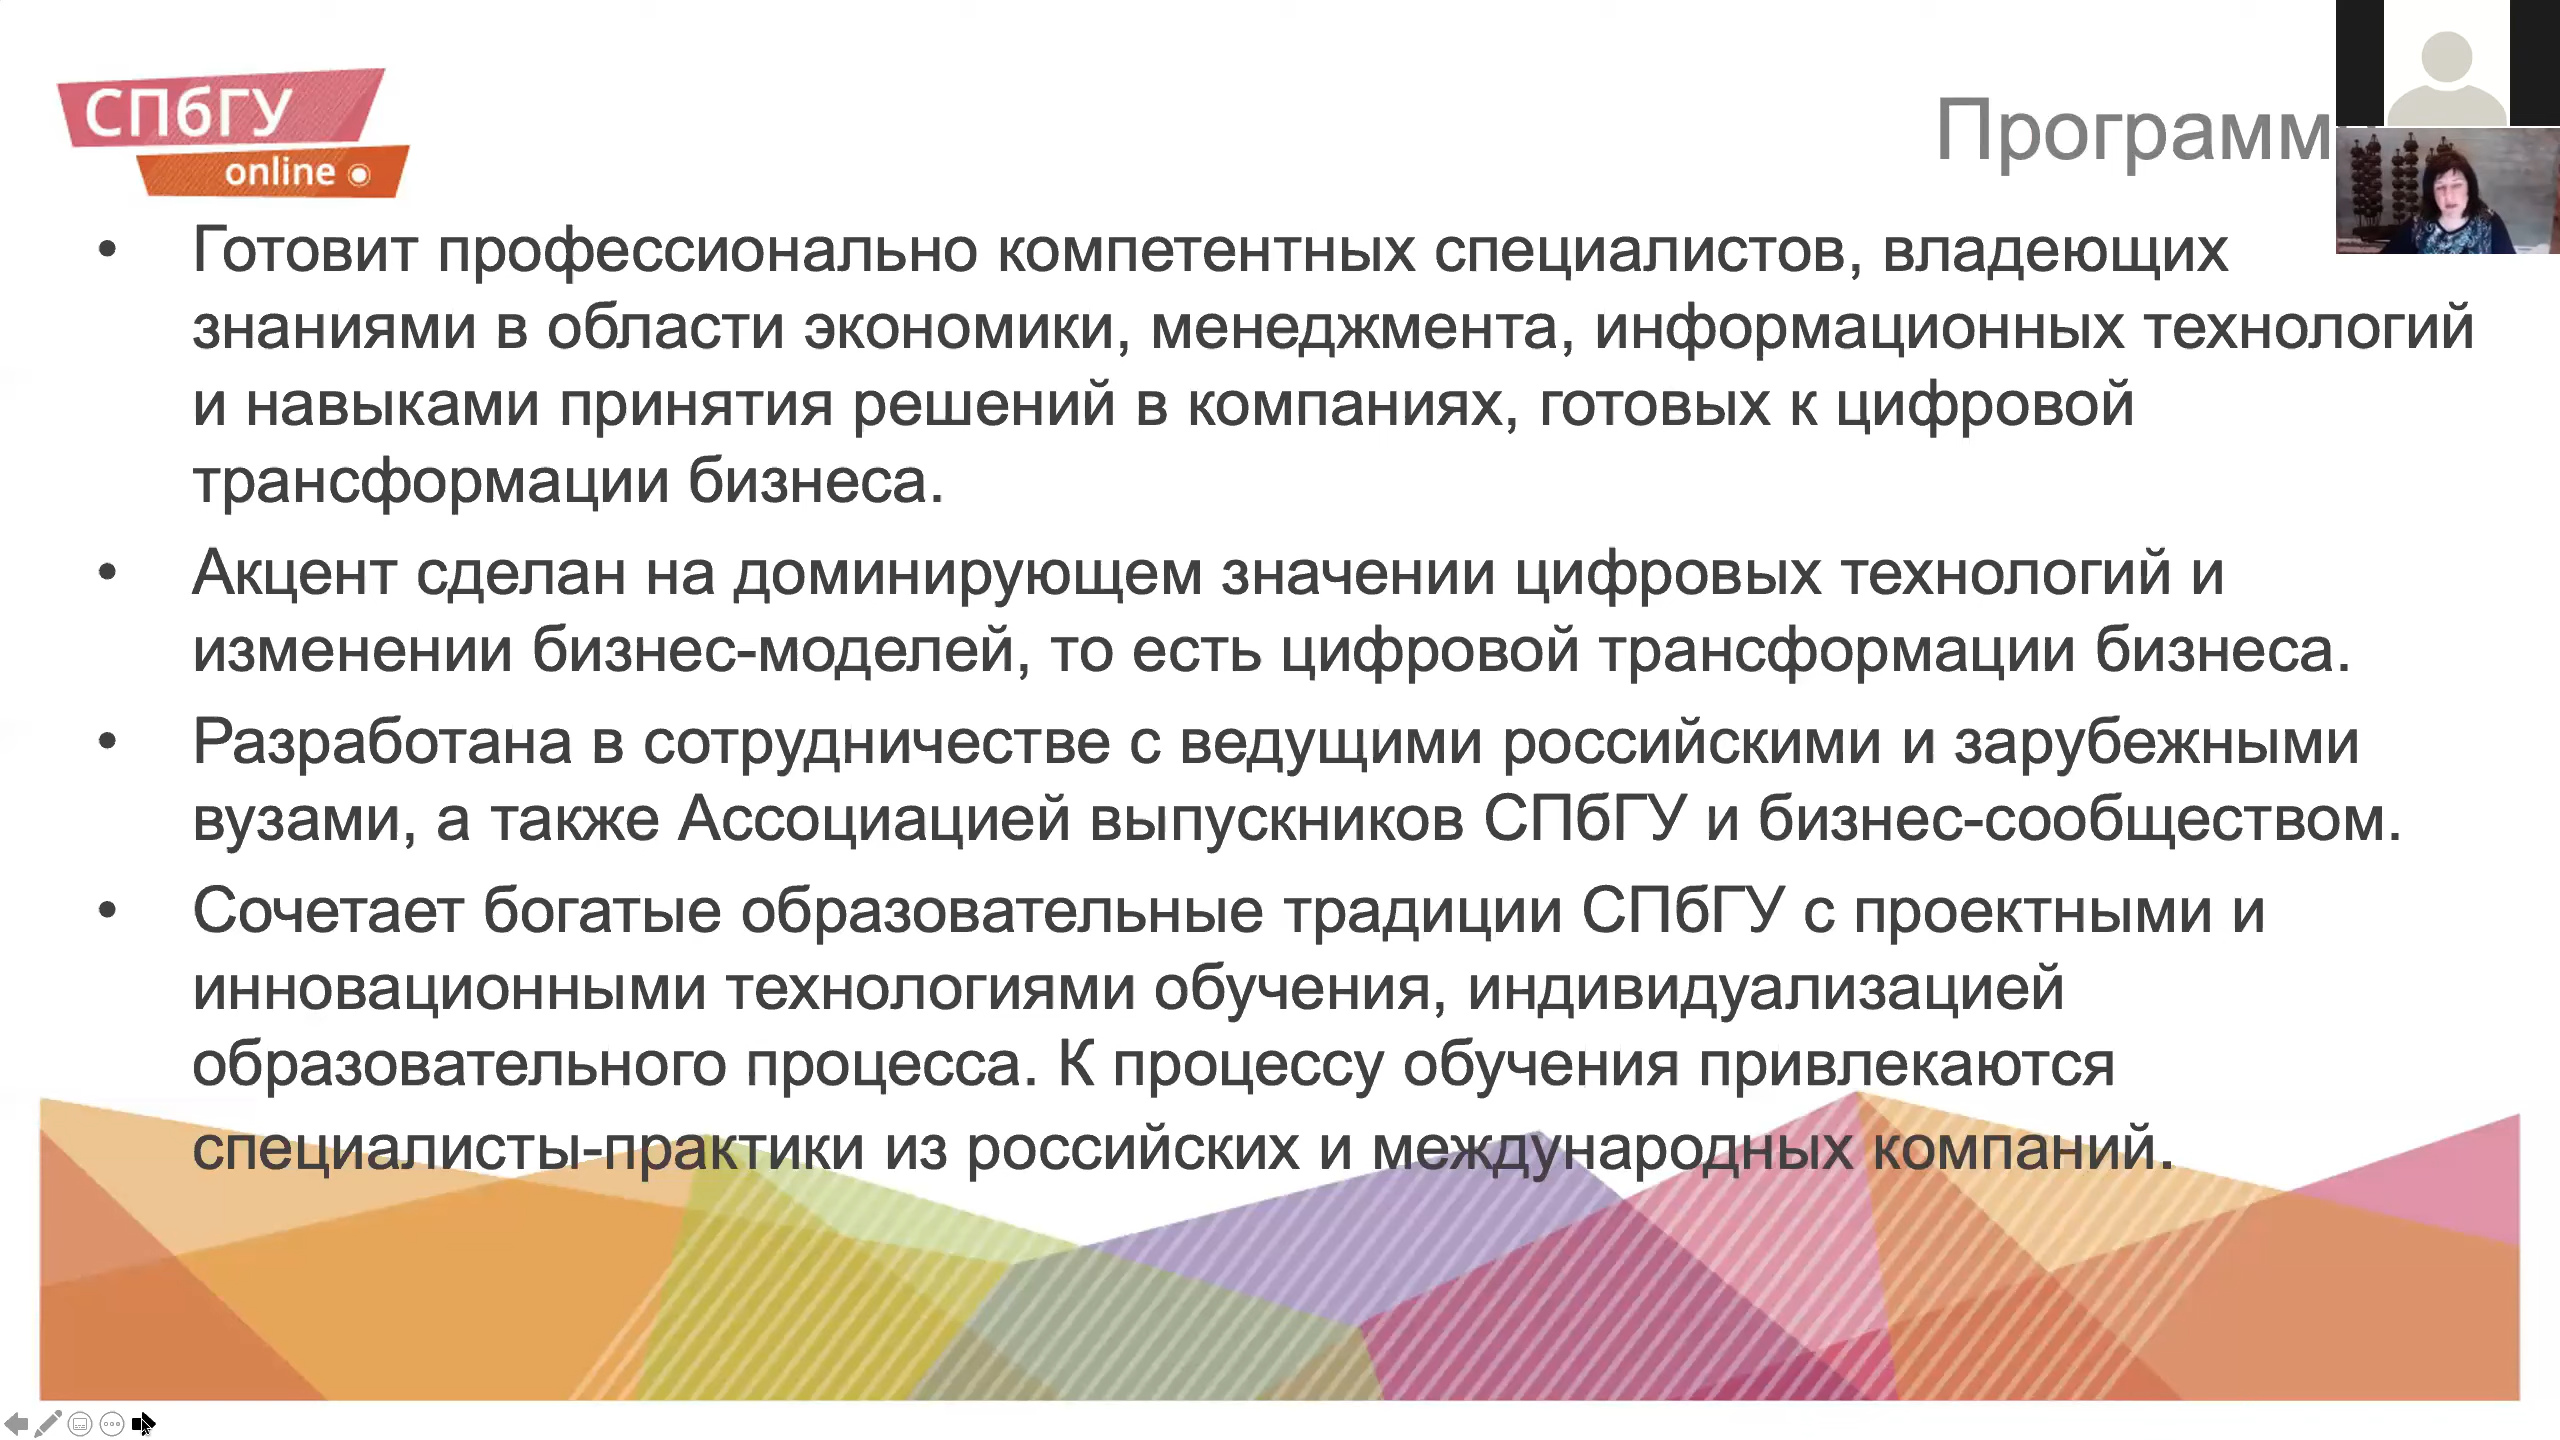 СПбГУ
online
Готовит профессионально компетентных специалистов, владеющих
знаниями в области экономики, менеджмента, информационных технологий
и навыками принятия решений в компаниях, готовых к цифровой
трансформации бизнеса.
Акцент сделан на доминирующем значении цифровых технологий и
изменении бизнес-моделей, то есть цифровой трансформации бизнеса.
Разработана в сотрудничестве с ведущими российскими и зарубежными
вузами, а также Ассоциацией выпускников СПбГУ и бизнес-сообществом.
Сочетает богатые образовательные традиции СПбГУ с проектными и
инновационными технологиями обучения, индивидуализацией
образовательного процесса. К процессу обучения привлекаются
специалисты-практики из российских и международных компаний.